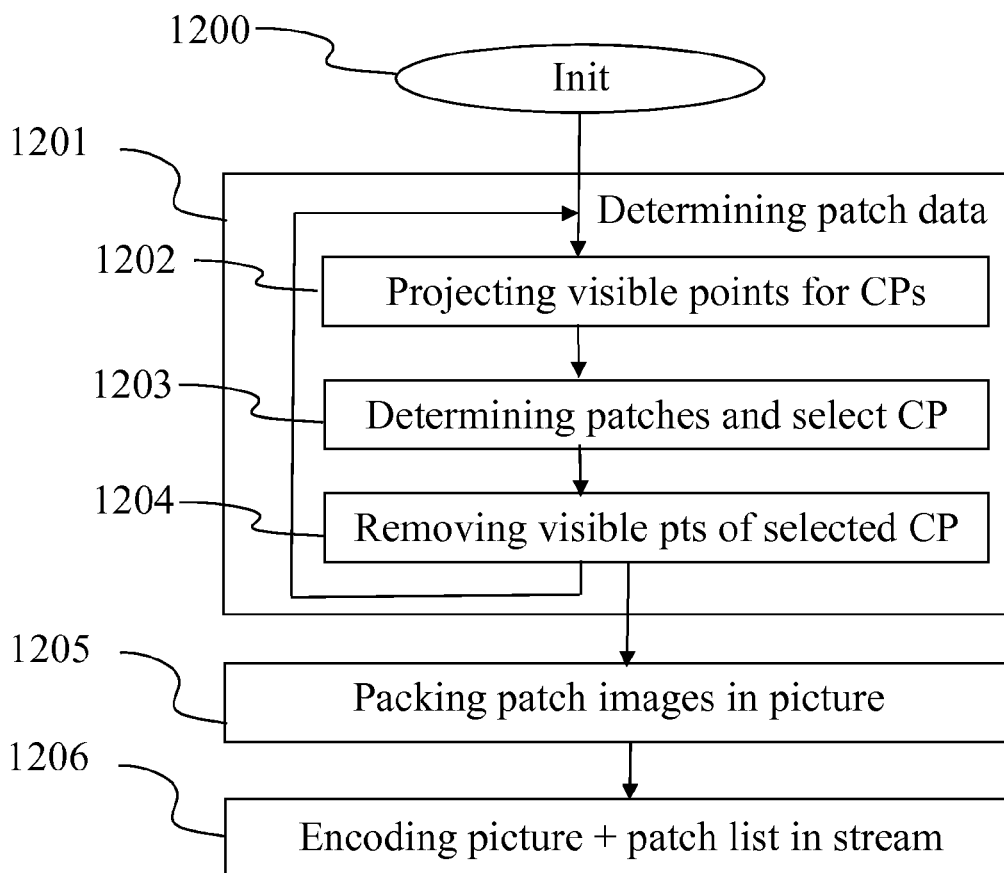 1200
Init
1201
Determining patch data
1202
Projecting visible points for CPs
1203
Determining patches and select CP
1204
Removing visible pts of selected CP
1205
Packing patch images in picture
1206
Encoding picture + patch list in stream